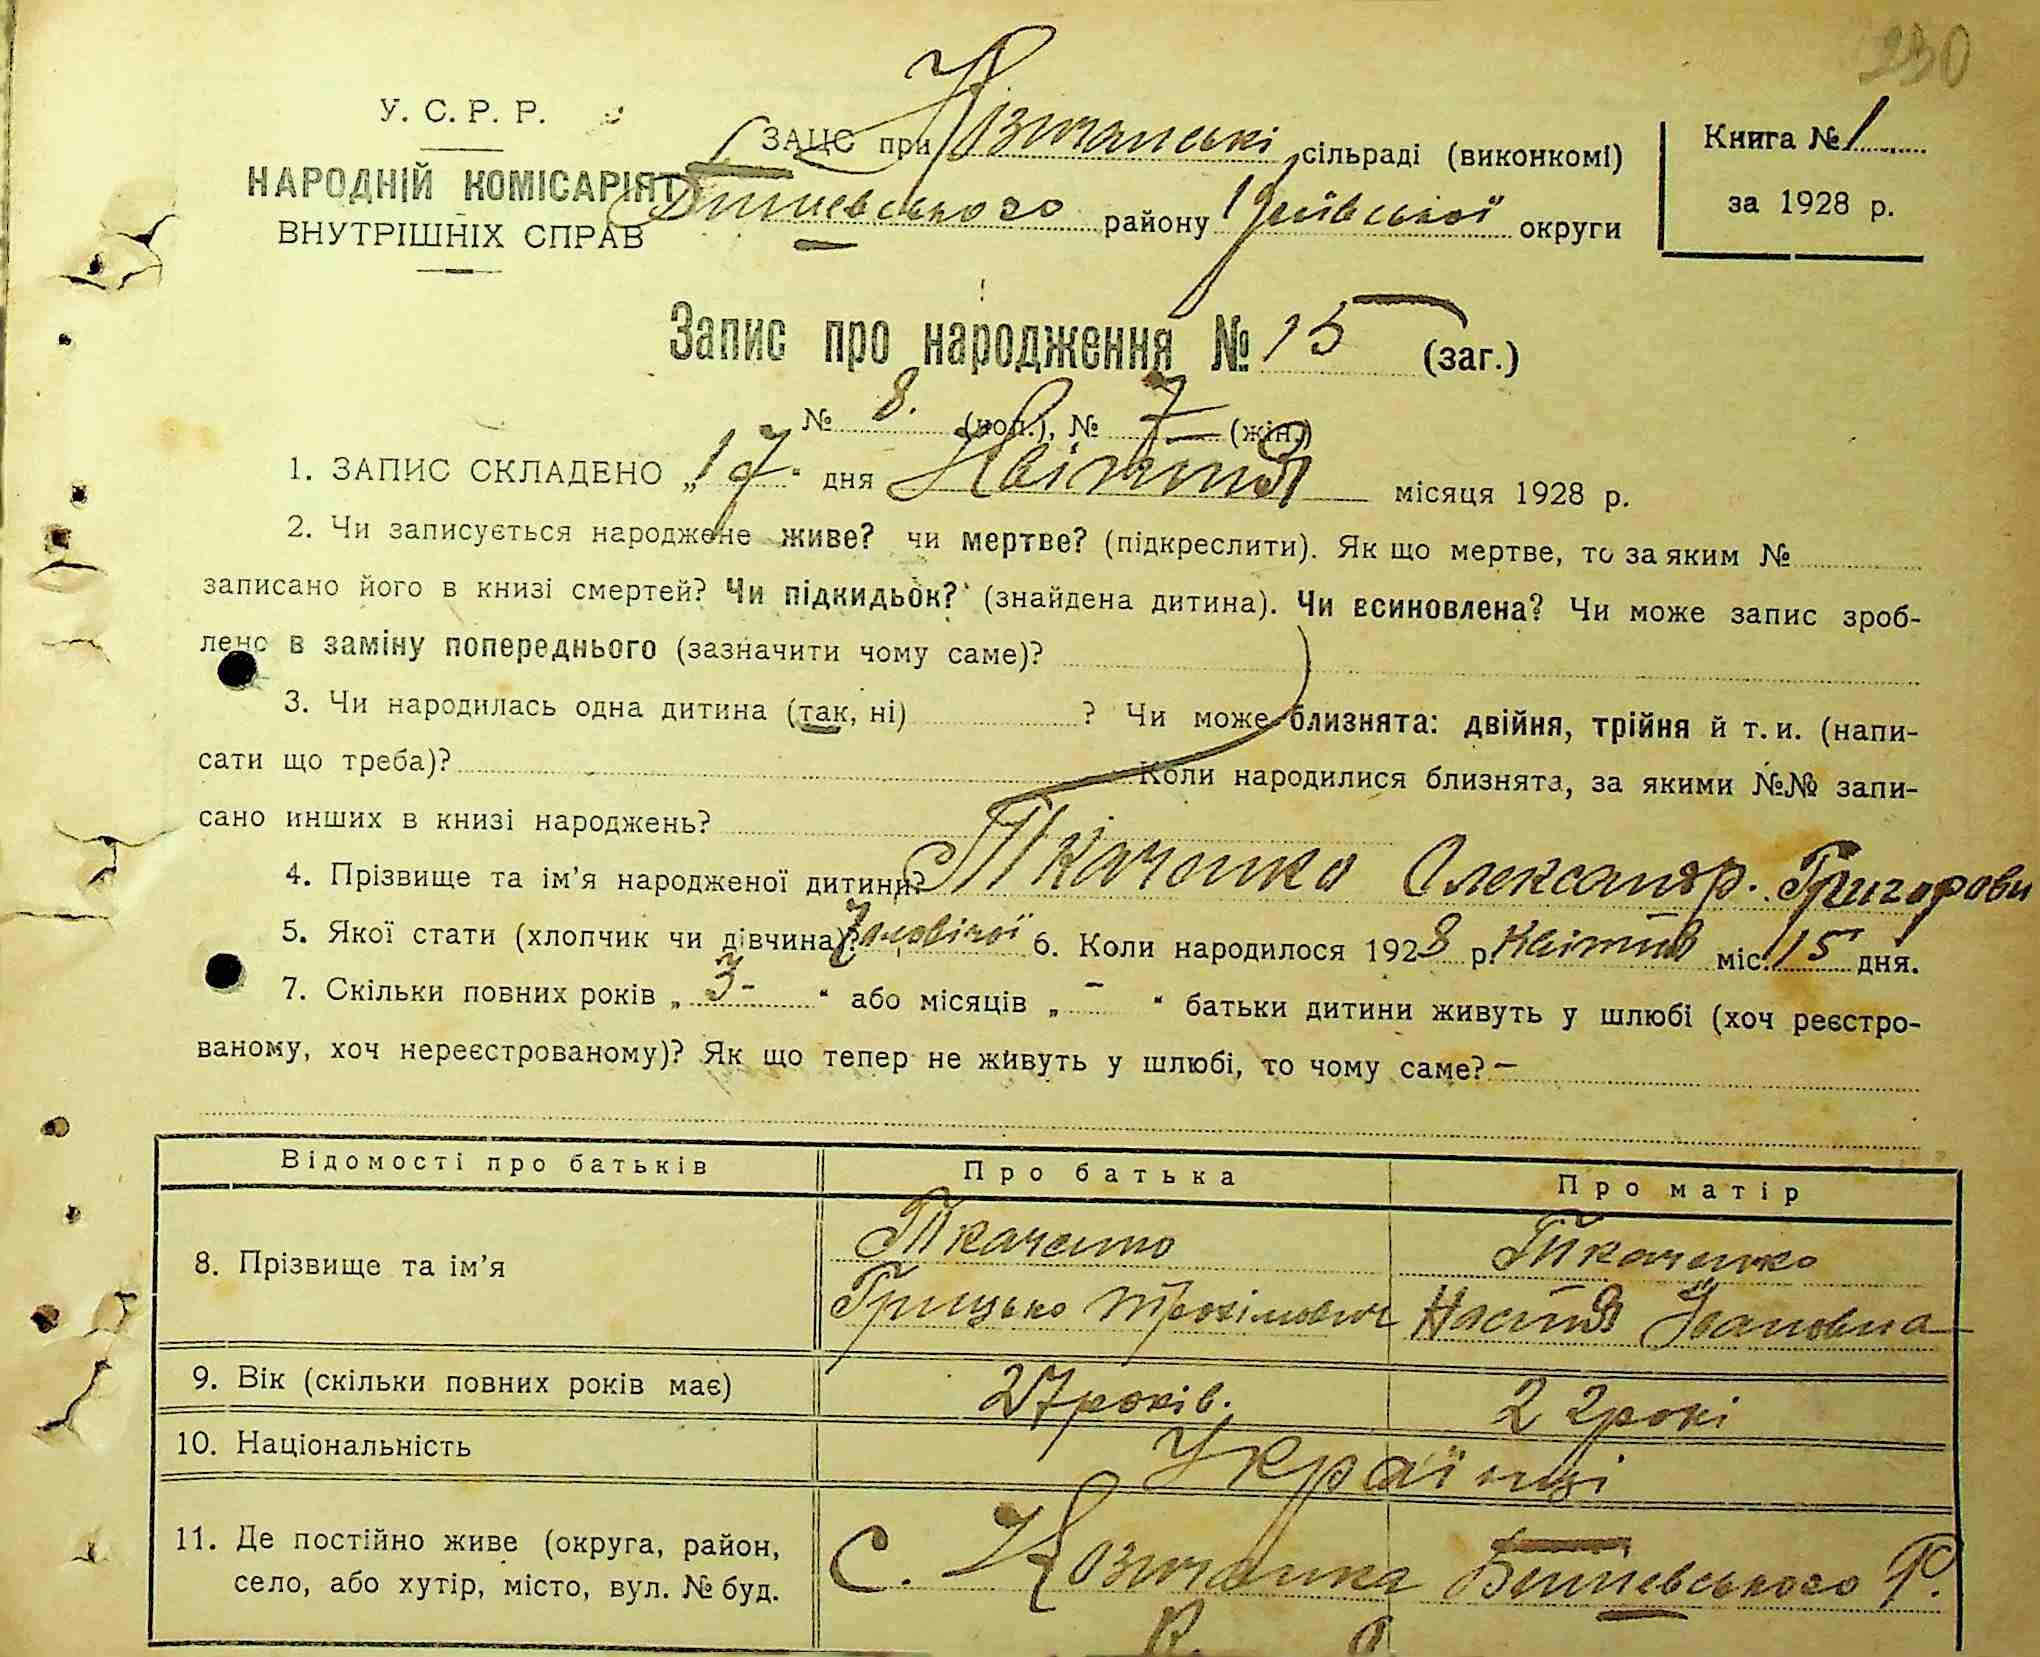 230
У. С. Р. Р.
НАРОДНІЙ КОМІСАРІЯТ
ВНУТРІШНІХ СПРАВ
ЗАЦС при сільраді (виконкомі)
району Київської округи
Книга № 1
за 1928 р.
Запис про народження № 15 (заг.)
№ 8. (чол.), № 7 (жін.)
1. ЗАПИС СКЛАДЕНО „17“ дня Квітня місяця 1928 р.
2. Чи записується народжене живе? чи мертве? (підкреслити). Як що мертве, то за яким №
записано його в книзі смертей? Чи підкидьок? (знайдена дитина). Чи всиновлена? Чи може запис зроб-
лено в заміну попереднього (зазначити чому саме)?
3. Чи народилась одна дитина (так, ні) ? Чи може близнята: двійня, трійня й т. и. (напи-
сати що треба)? Коли народилися близнята, за якими №№ запи-
сано инших в книзі народжень?
4. Прізвище та ім’я народженої дитини? Ткаченко Олександр. Григорови
5. Якої стати (хлопчик чи дівчина)? Чоловічої 6. Коли народилося 1928 р. Квітня міс. 15 дня.
7. Скільки повних років „ 3- “ або місяців „ - “ батьки дитини живуть у шлюбі (хоч реєстро-
ваному, хоч нереєстрованому)? Як що тепер не живуть у шлюбі, то чому саме? —
Відомості про батьків Про батька Про матір
8. Прізвище та ім’я Ткаченко Ткаченко
Грицько Трохімович Настя Івановна
9. Вік (скільки повних років має) 27 років. 22 рокі
10. Національність Українці
11. Де постійно живе (округа, район,
село, або хутір, місто, вул. № буд.
с. Козичанка Бишевського Р.